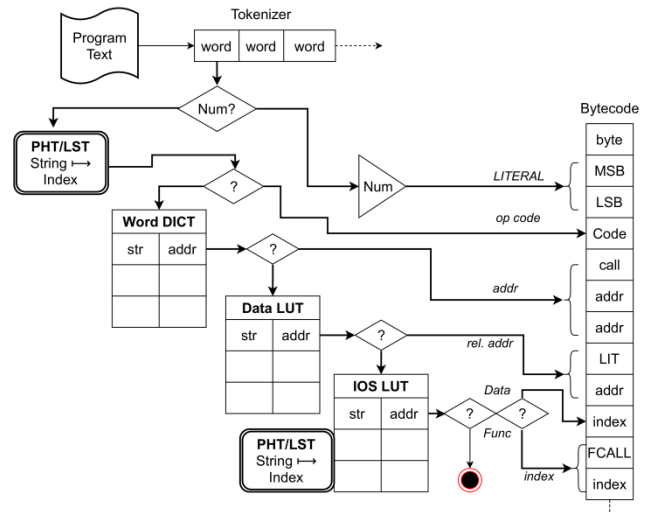 Tokenizer
Program
Text
word word word
Num?
Bytecode
byte
PHT/LST
String ↦
Index
MSB
LITERAL
Num
?
LSB
op code
Word DICT
Code
str addr
?
call
addr
addr
Data LUT
addr
str addr
?
rel. addr
LIT
IOS LUT
Data
addr
str addr
? ?
index
Func
PHT/LST
String ↦
Index
FCALL
index
index